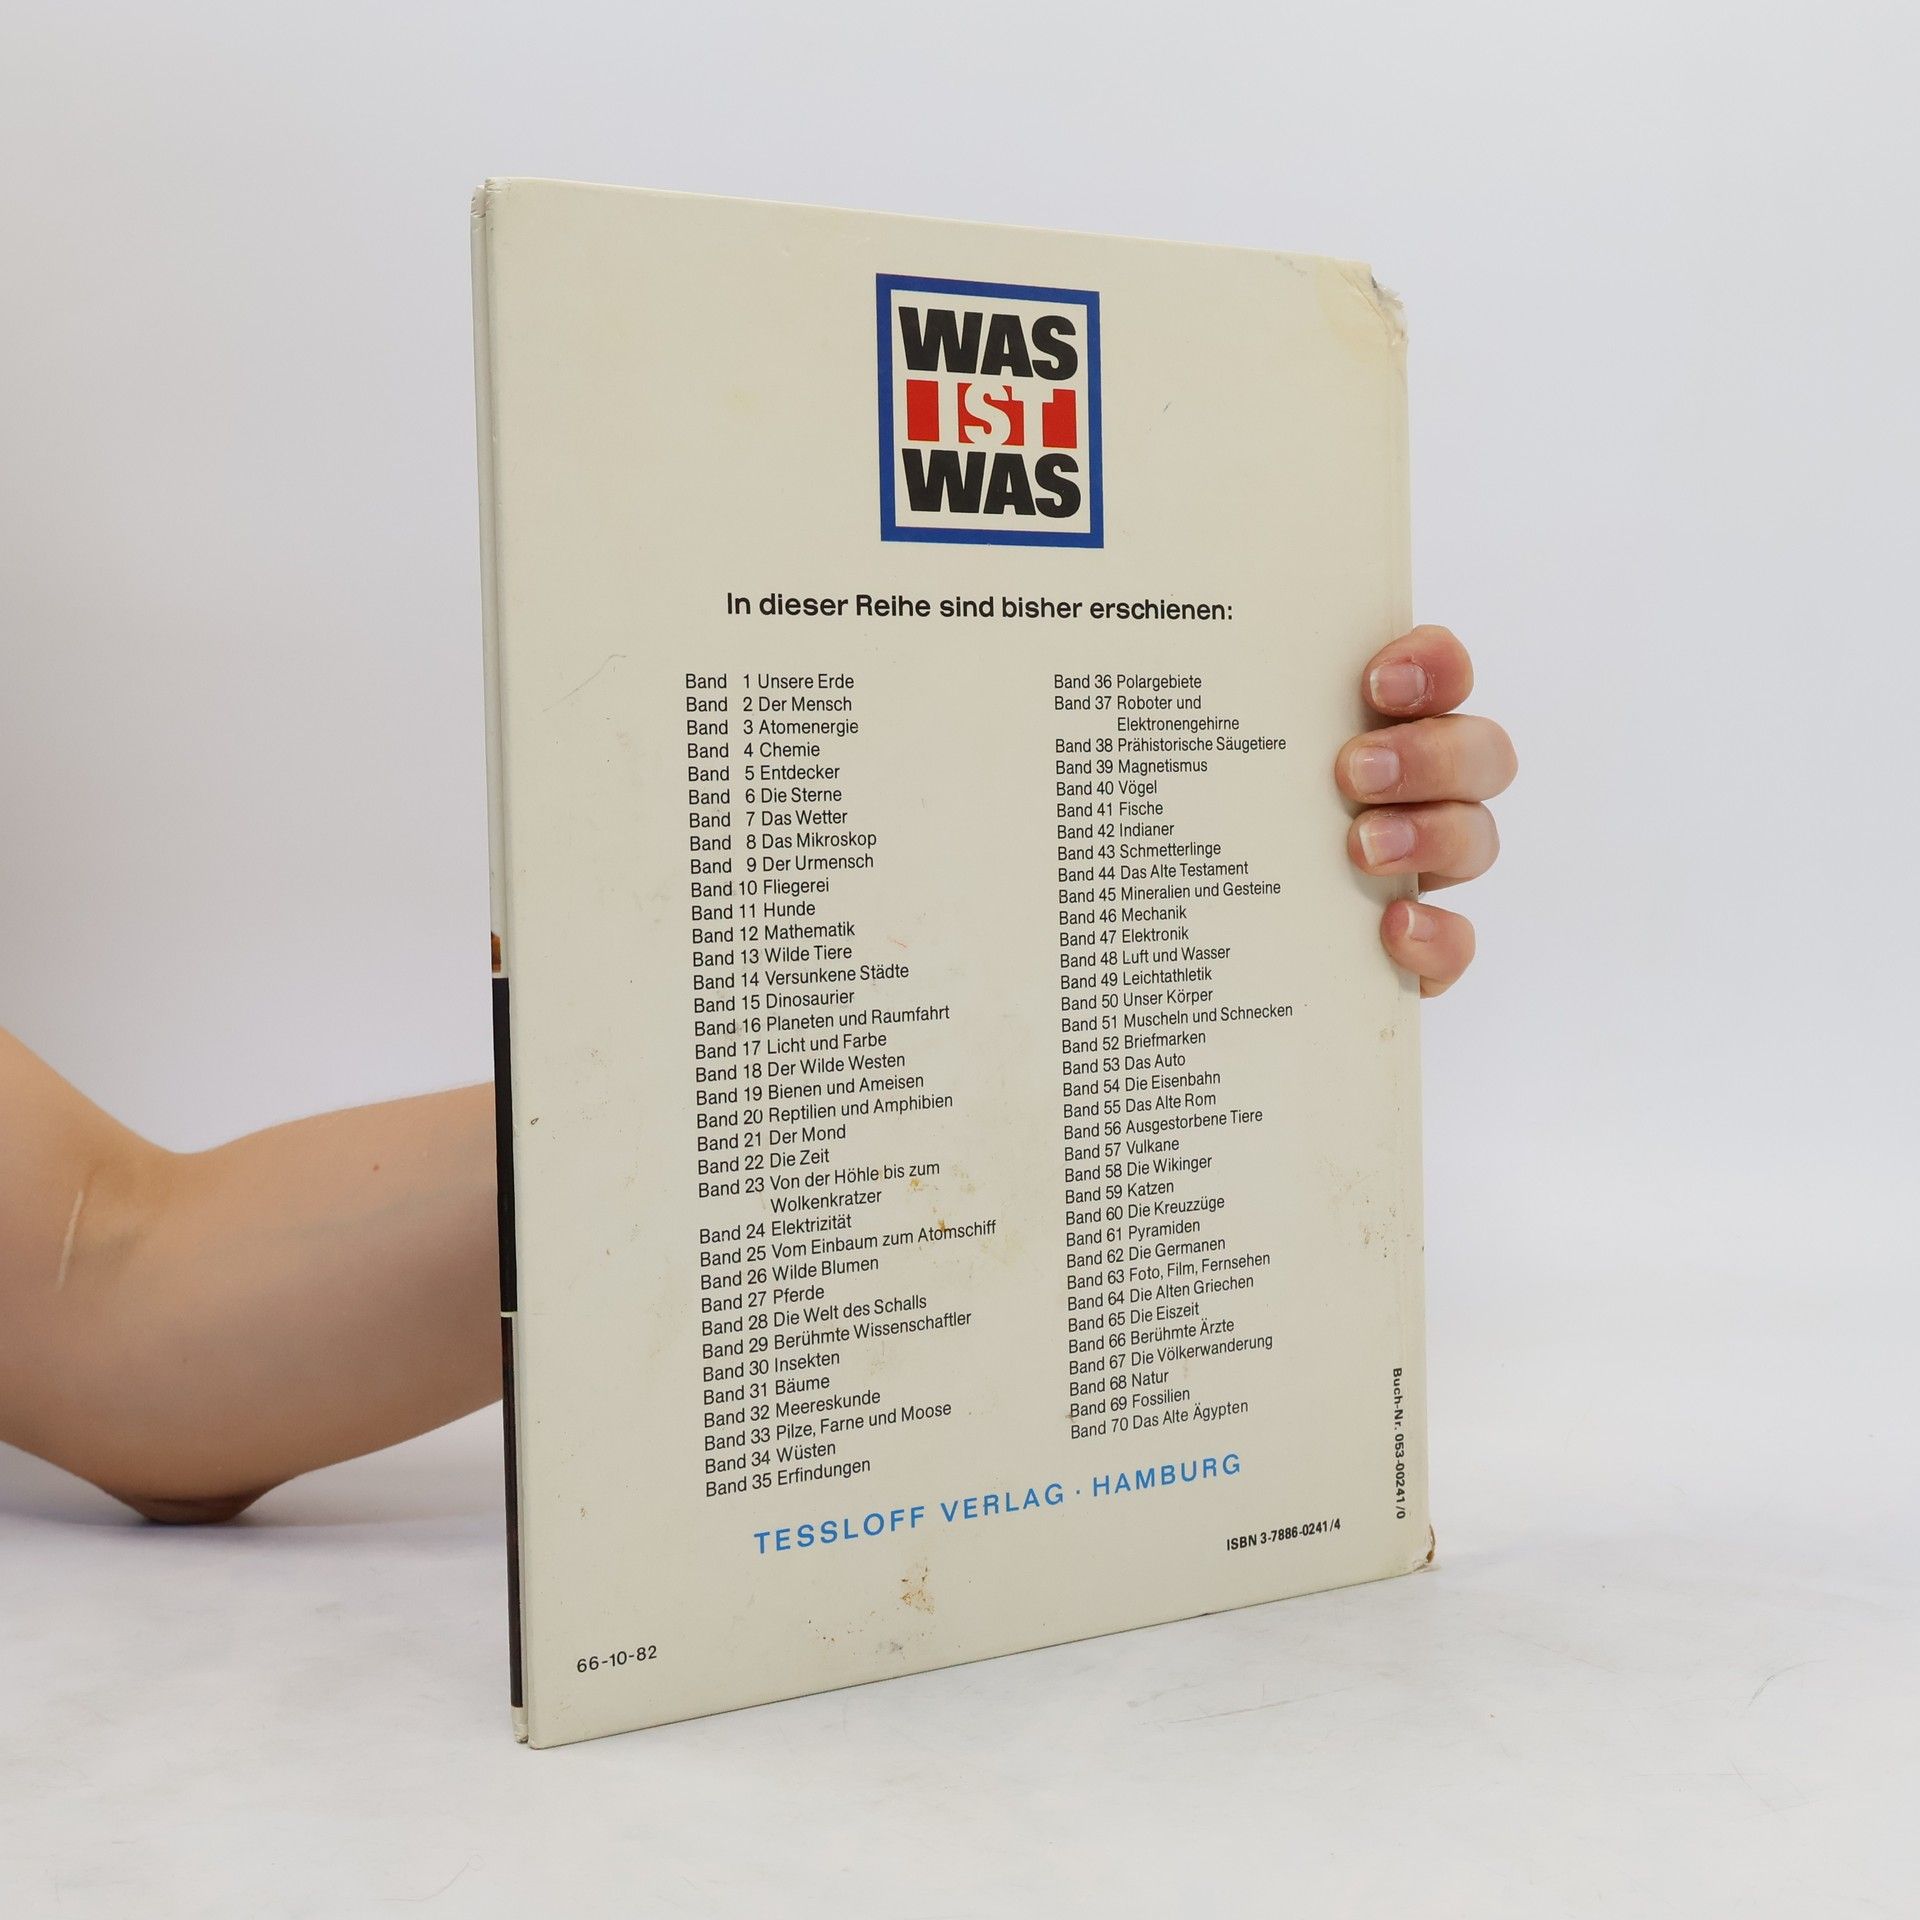 WAS
IST
WAS
In dieser Reihe sind bisher erschienen:
Band 1 Unsere Erde
Band 2 Der Mensch
Band 3 Atomenergie
Band 4 Chemie
Band 5 Entdecker
Band 6 Die Sterne
Band 7 Das Wetter
Band 8 Das Mikroskop
Band 9 Der Urmensch
Band 10 Fliegerei
Band 11 Hunde
Band 12 Mathematik
Band 13 Wilde Tiere
Band 14 Versunkene Städte
Band 15 Dinosaurier
Band 16 Planeten und Raumfahrt
Band 17 Licht und Farbe
Band 18 Der Wilde Westen
Band 19 Bienen und Ameisen
Band 20 Reptilien und Amphibien
Band 21 Der Mond
Band 22 Die Zeit
Band 23 Von der Höhle bis zum
Wolkenkratzer
Band 24 Elektrizität
Band 25 Vom Einbaum zum Atomschiff
Band 26 Wilde Blumen
Band 27 Pferde
Band 28 Die Welt des Schalls
Band 29 Berühmte Wissenschaftler
Band 30 Insekten
Band 31 Bäume
Band 32 Meereskunde
Band 33 Pilze, Farne und Moose
Band 34 Wüsten
Band 35 Erfindungen
Band 36 Polargebiete
Band 37 Roboter und
Elektronengehirne
Band 38 Prähistorische Säugetiere
Band 39 Magnetismus
Band 40 Vögel
Band 41 Fische
Band 42 Indianer
Band 43 Schmetterlinge
Band 44 Das Alte Testament
Band 45 Mineralien und Gesteine
Band 46 Mechanik
Band 47 Elektronik
Band 48 Luft und Wasser
Band 49 Leichtathletik
Band 50 Unser Körper
Band 51 Muscheln und Schnecken
Band 52 Briefmarken
Band 53 Das Auto
Band 54 Die Eisenbahn
Band 55 Das Alte Rom
Band 56 Ausgestorbene Tiere
Band 57 Vulkane
Band 58 Die Wikinger
Band 59 Katzen
Band 60 Die Kreuzzüge
Band 61 Pyramiden
Band 62 Die Germanen
Band 63 Foto, Film, Fernsehen
Band 64 Die Alten Griechen
Band 65 Die Eiszeit
Band 66 Berühmte Ärzte
Band 67 Die Völkerwanderung
Band 68 Natur
Band 69 Fossilien
Band 70 Das Alte Ägypten
TESSLOFF VERLAG · HAMBURG
ISBN 3-7886-0241/4
Buch-Nr. 053-00241/0
66-10-82